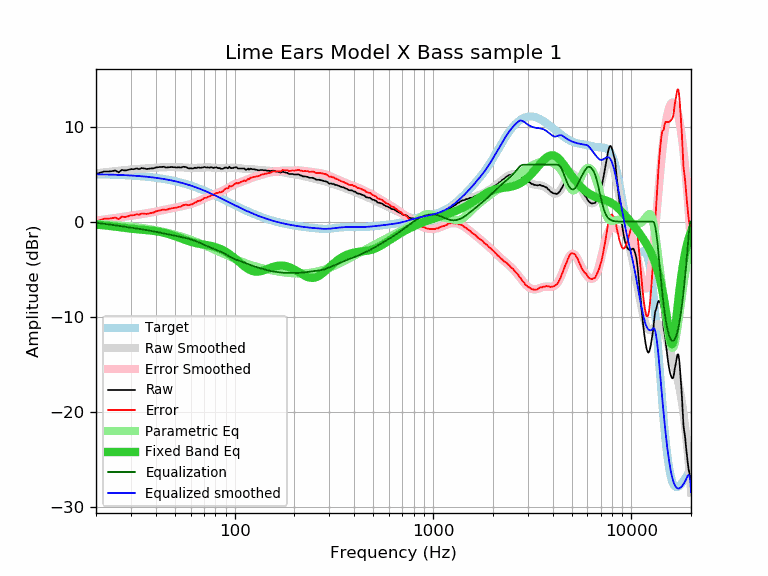 Lime Ears Model X Bass sample 1
Amplitude (dBr)
10
0
−10
−20
−30
Target
Raw Smoothed
Error Smoothed
Raw
Error
Parametric Eq
Fixed Band Eq
Equalization
Equalized smoothed
100 1000 10000
Frequency (Hz)